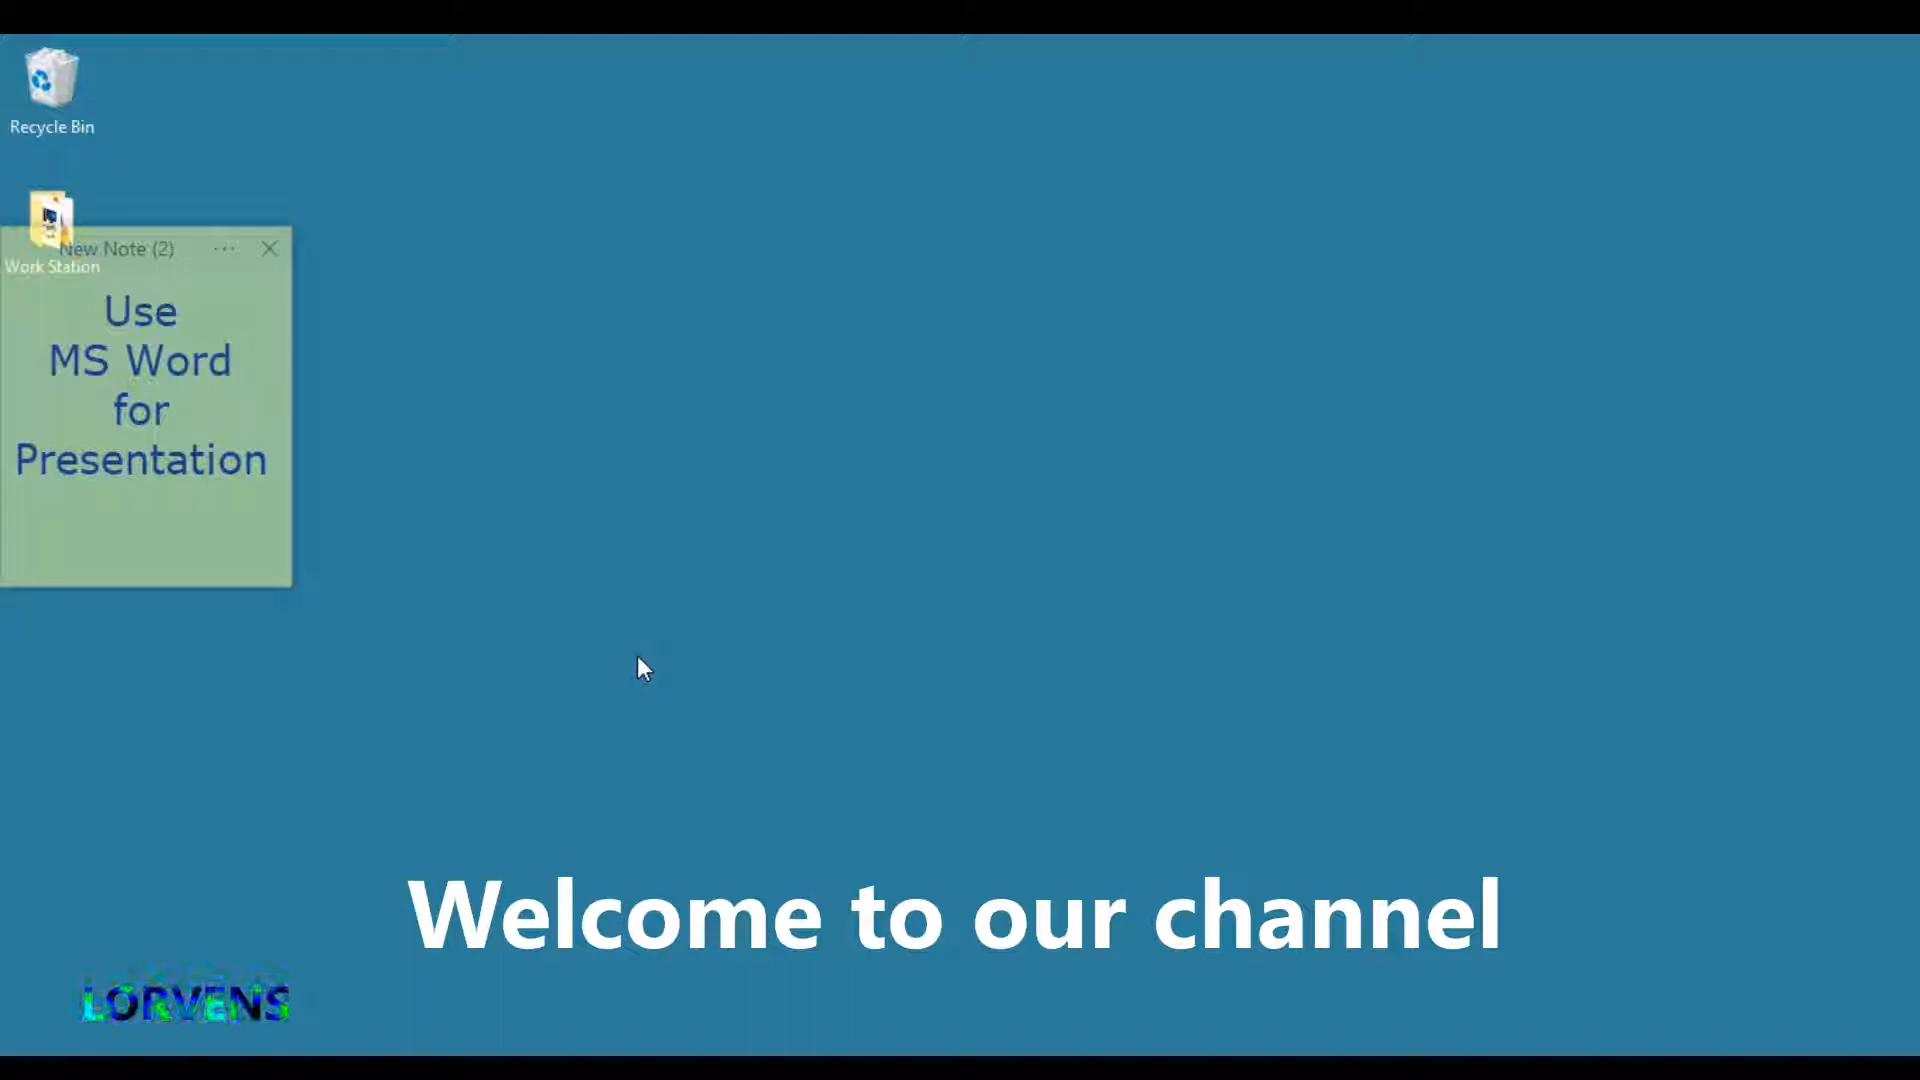 Recycle Bin
New Note (2)
Work Station
Use
MS Word
for
Presentation
Welcome to our channel
LORVENS